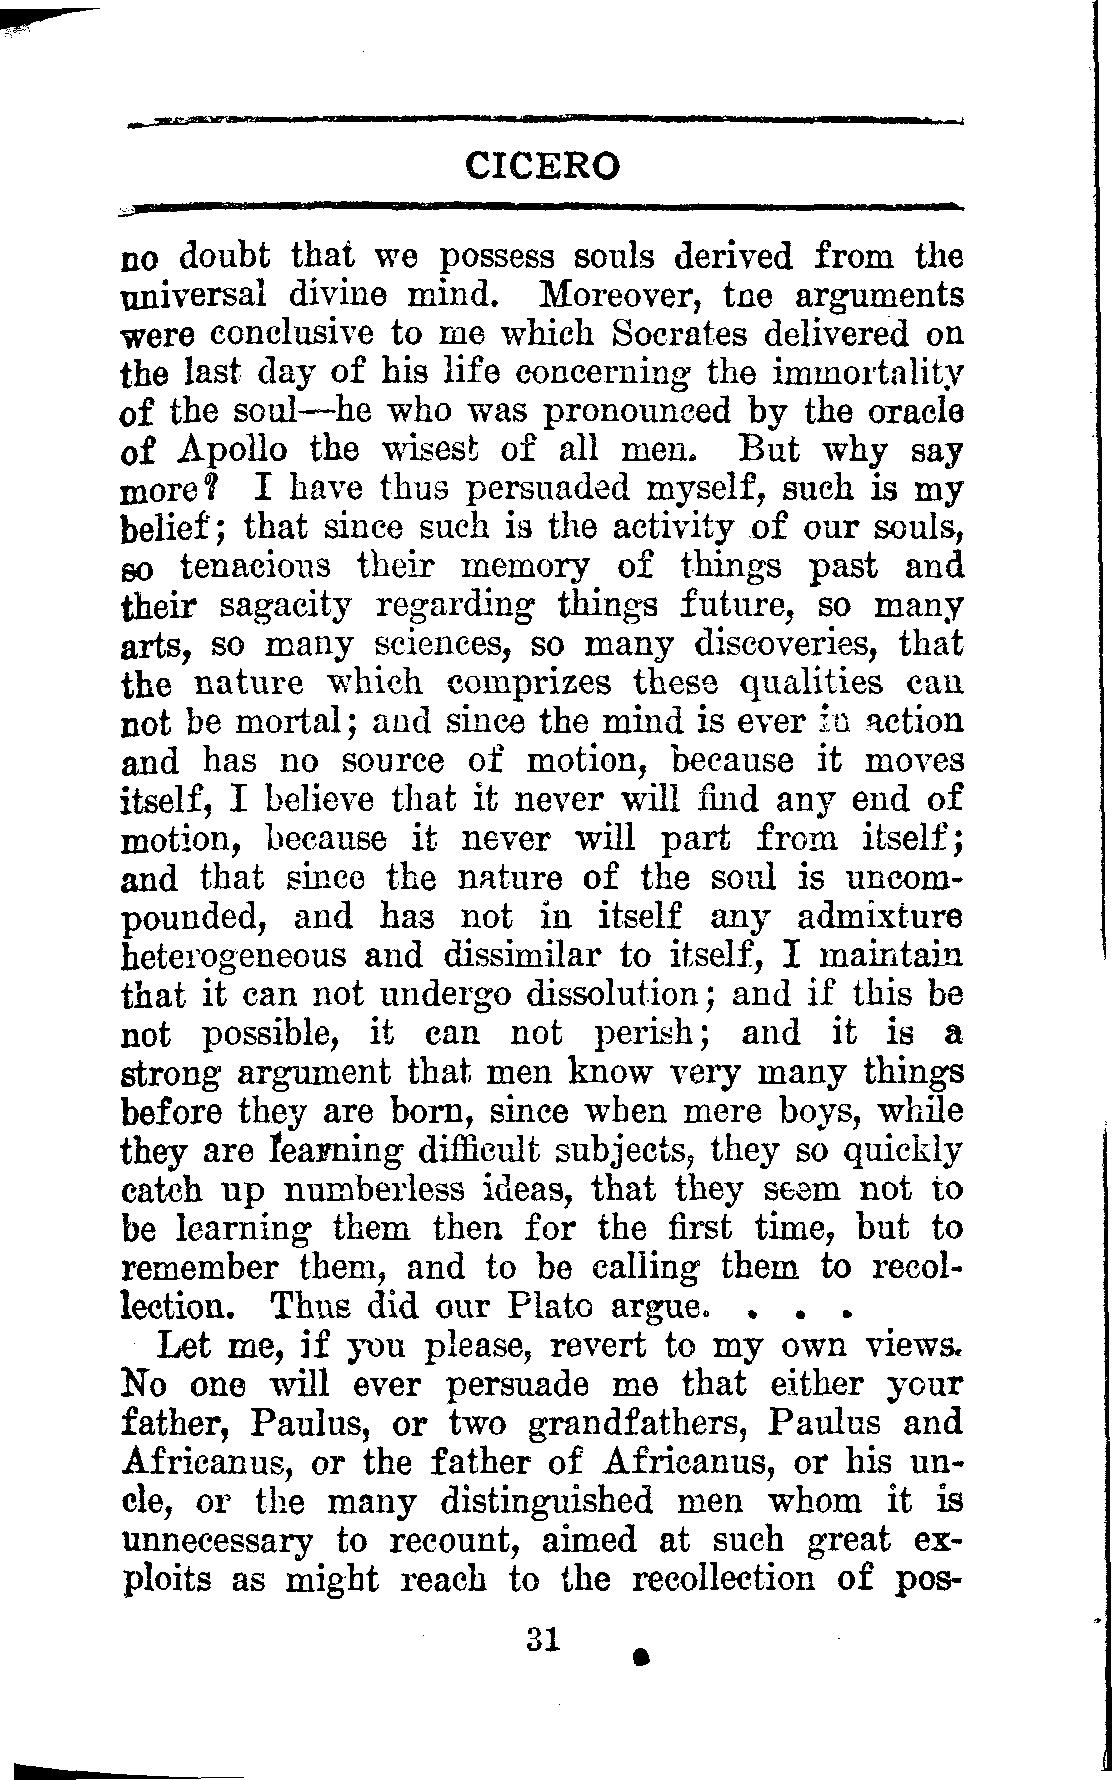 CICERO
no doubt that we possess souls derived from the
universal divine mind. Moreover, the arguments
were conclusive to me which Socrates delivered on
the last day of his life concerning the immortality
of the soul—he who was pronounced by the oracle
of Apollo the wisest of all men. But why say
more? I have thus persuaded myself, such is my
belief; that since such is the activity of our souls,
so tenacious their memory of things past and
their sagacity regarding things future, so many
arts, so many sciences, so many discoveries, that
the nature which comprizes these qualities can
not be mortal; and since the mind is ever in action
and has no source of motion, because it moves
itself, I believe that it never will find any end of
motion, because it never will part from itself;
and that since the nature of the soul is uncom-
pounded, and has not in itself any admixture
heterogeneous and dissimilar to itself, I maintain
that it can not undergo dissolution; and if this be
not possible, it can not perish; and it is a
strong argument that men know very many things
before they are born, since when mere boys, while
they are learning difficult subjects, they so quickly
catch up numberless ideas, that they seem not to
be learning them then for the first time, but to
remember them, and to be calling them to recol-
lection. Thus did our Plato argue. . . .
Let me, if you please, revert to my own views.
No one will ever persuade me that either your
father, Paulus, or two grandfathers, Paulus and
Africanus, or the father of Africanus, or his un-
cle, or the many distinguished men whom it is
unnecessary to recount, aimed at such great ex-
ploits as might reach to the recollection of pos-
31